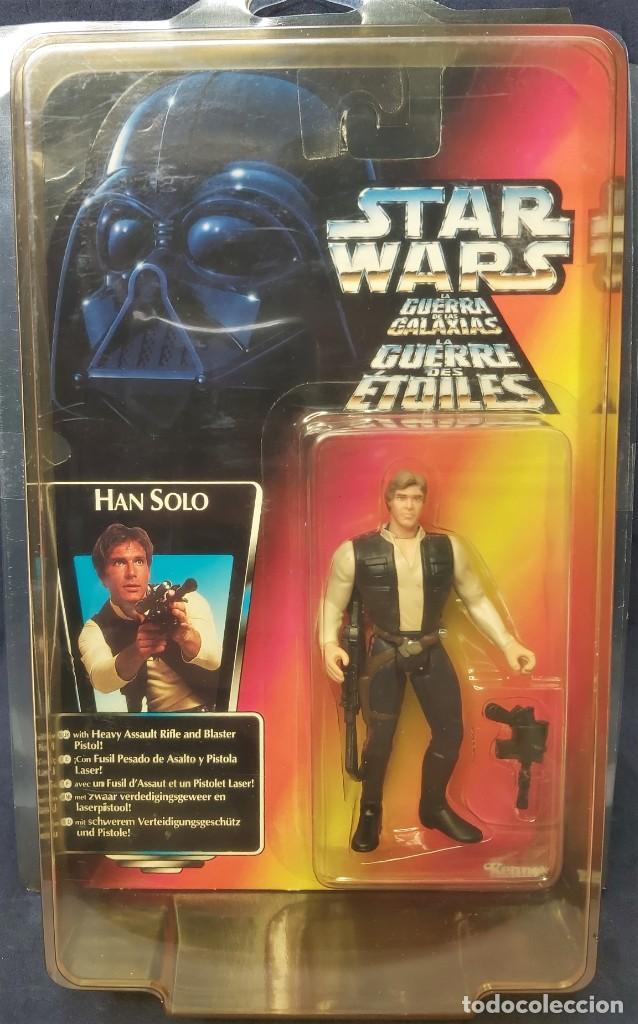 STAR
WARS
LA
GUERRA
DE LAS
GALAXIAS
LA
GUERRE
DES
ETOILES
HAN SOLO
with Heavy Assault Rifle and Blaster
Pistol!
¡Con Fusil Pesado de Asalto y Pistola
Laser!
avec un Fusil d'Assaut et un Pistolet Laser!
met zwaar verdedigingsgeweer en
laserpistool!
mit schwerem Verteidigungsgeschütz
und Pistole!
Kenner
todocoleccion